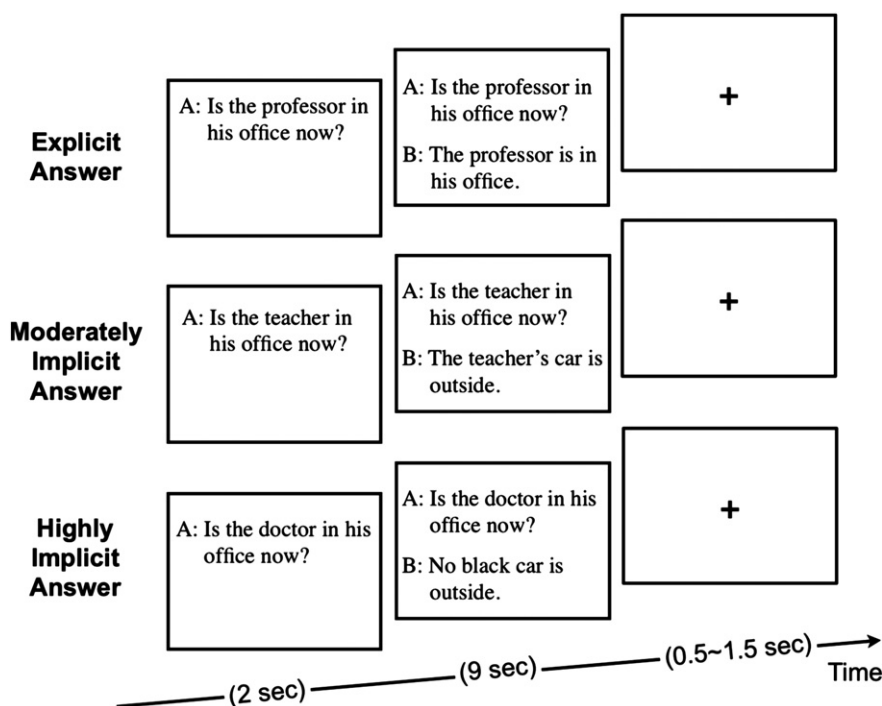 Explicit
Answer
A: Is the professor in
his office now?
A: Is the professor in
his office now?
B: The professor is in
his office.
+
Moderately
Implicit
Answer
A: Is the teacher in
his office now?
A: Is the teacher in
his office now?
B: The teacher’s car is
outside.
+
Highly
Implicit
Answer
A: Is the doctor in his
office now?
A: Is the doctor in his
office now?
B: No black car is
outside.
+
(2 sec)
(9 sec)
(0.5~1.5 sec)
Time